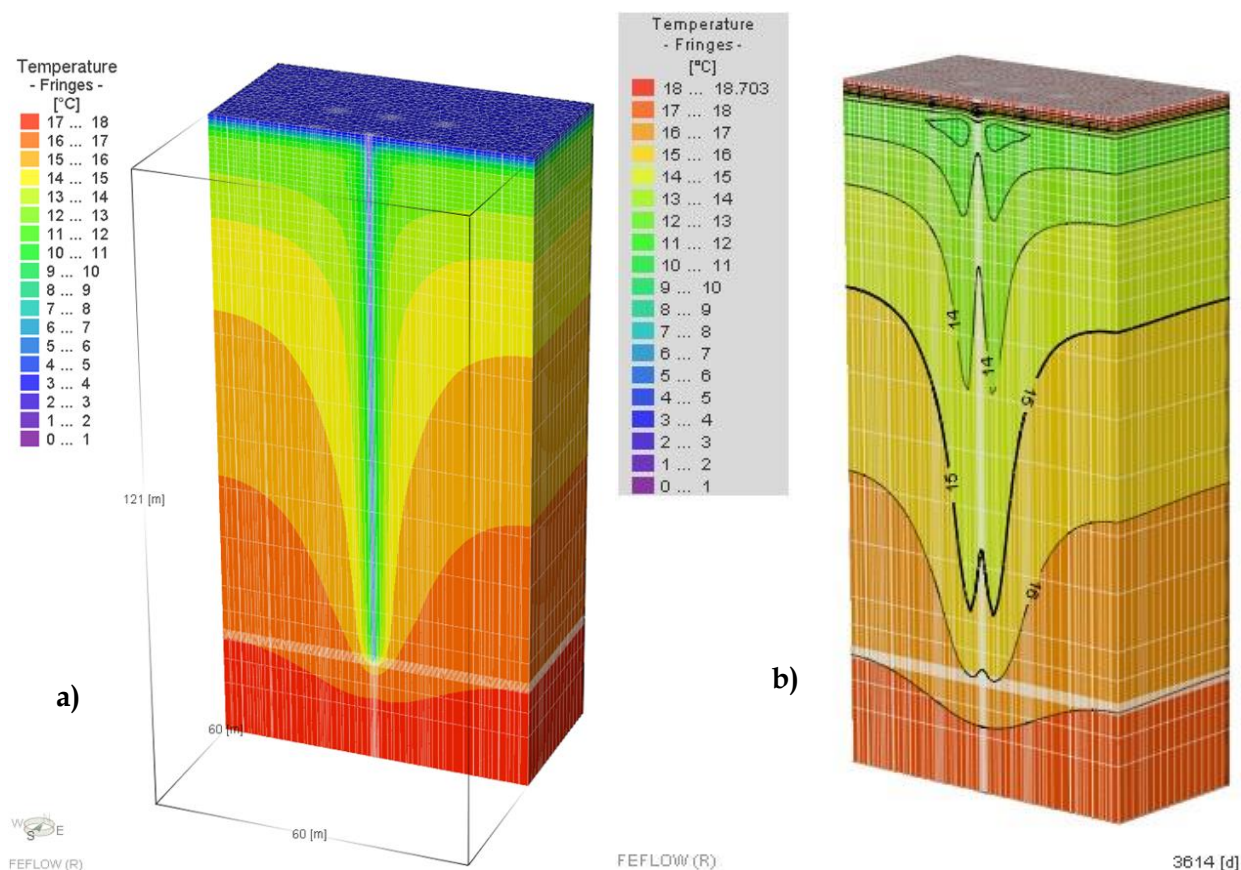 Temperature
- Fringes -
[°C]
17 ... 18
16 ... 17
15 ... 16
14 ... 15
13 ... 14
12 ... 13
11 ... 12
10 ... 11
9 ... 10
8 ... 9
7 ... 8
6 ... 7
5 ... 6
4 ... 5
3 ... 4
2 ... 3
1 ... 2
0 ... 1
121 [m]
a)
60 [m]
60 [m]
W N
S E
FEFLOW (R)
Temperature
- Fringes -
[°C]
18 ... 18.703
17 ... 18
16 ... 17
15 ... 16
14 ... 15
13 ... 14
12 ... 13
11 ... 12
10 ... 11
9 ... 10
8 ... 9
7 ... 8
6 ... 7
5 ... 6
4 ... 5
3 ... 4
2 ... 3
1 ... 2
0 ... 1
14
14
15
15
16
b)
FEFLOW (R)
3614 [d]